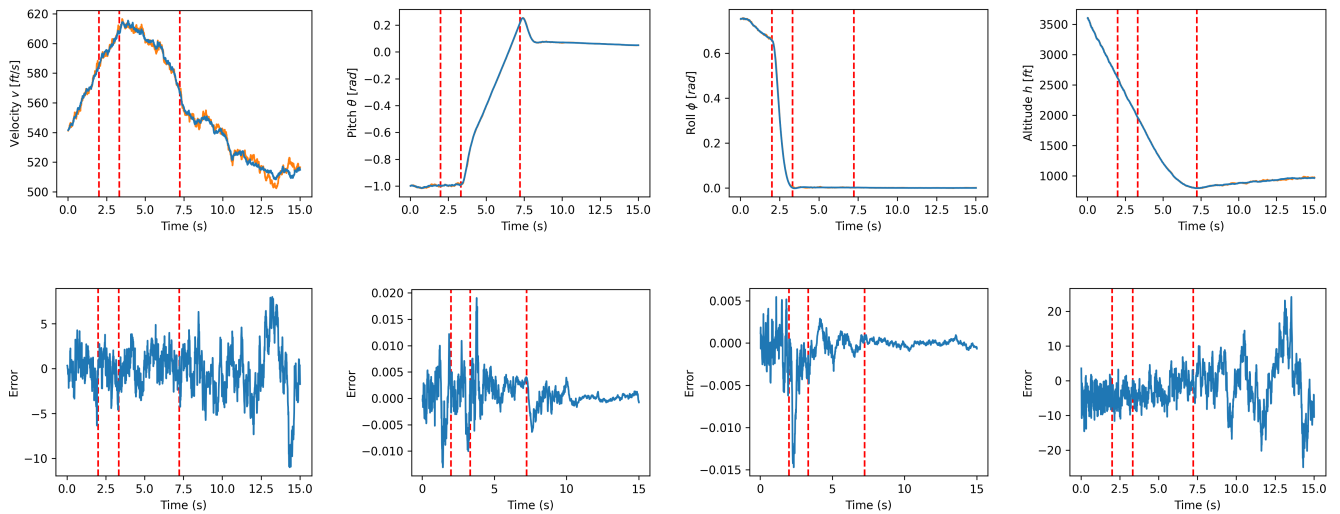 Velocity v [ft/s]
620
600
580
560
540
520
500
0.0 2.5 5.0 7.5 10.0 12.5 15.0
Time (s)
Pitch θ [rad]
0.2
0.0
−0.2
−0.4
−0.6
−0.8
−1.0
0.0 2.5 5.0 7.5 10.0 12.5 15.0
Time (s)
Roll ϕ [rad]
0.6
0.4
0.2
0.0
0.0 2.5 5.0 7.5 10.0 12.5 15.0
Time (s)
Altitude h [ft]
3500
3000
2500
2000
1500
1000
0.0 2.5 5.0 7.5 10.0 12.5 15.0
Time (s)
Error
5
0
−5
−10
0.0 2.5 5.0 7.5 10.0 12.5 15.0
Time (s)
Error
0.020
0.015
0.010
0.005
0.000
−0.005
−0.010
0 5 10 15
Time (s)
Error
0.005
0.000
−0.005
−0.010
−0.015
0 5 10 15
Time (s)
Error
20
10
0
−10
−20
0.0 2.5 5.0 7.5 10.0 12.5 15.0
Time (s)